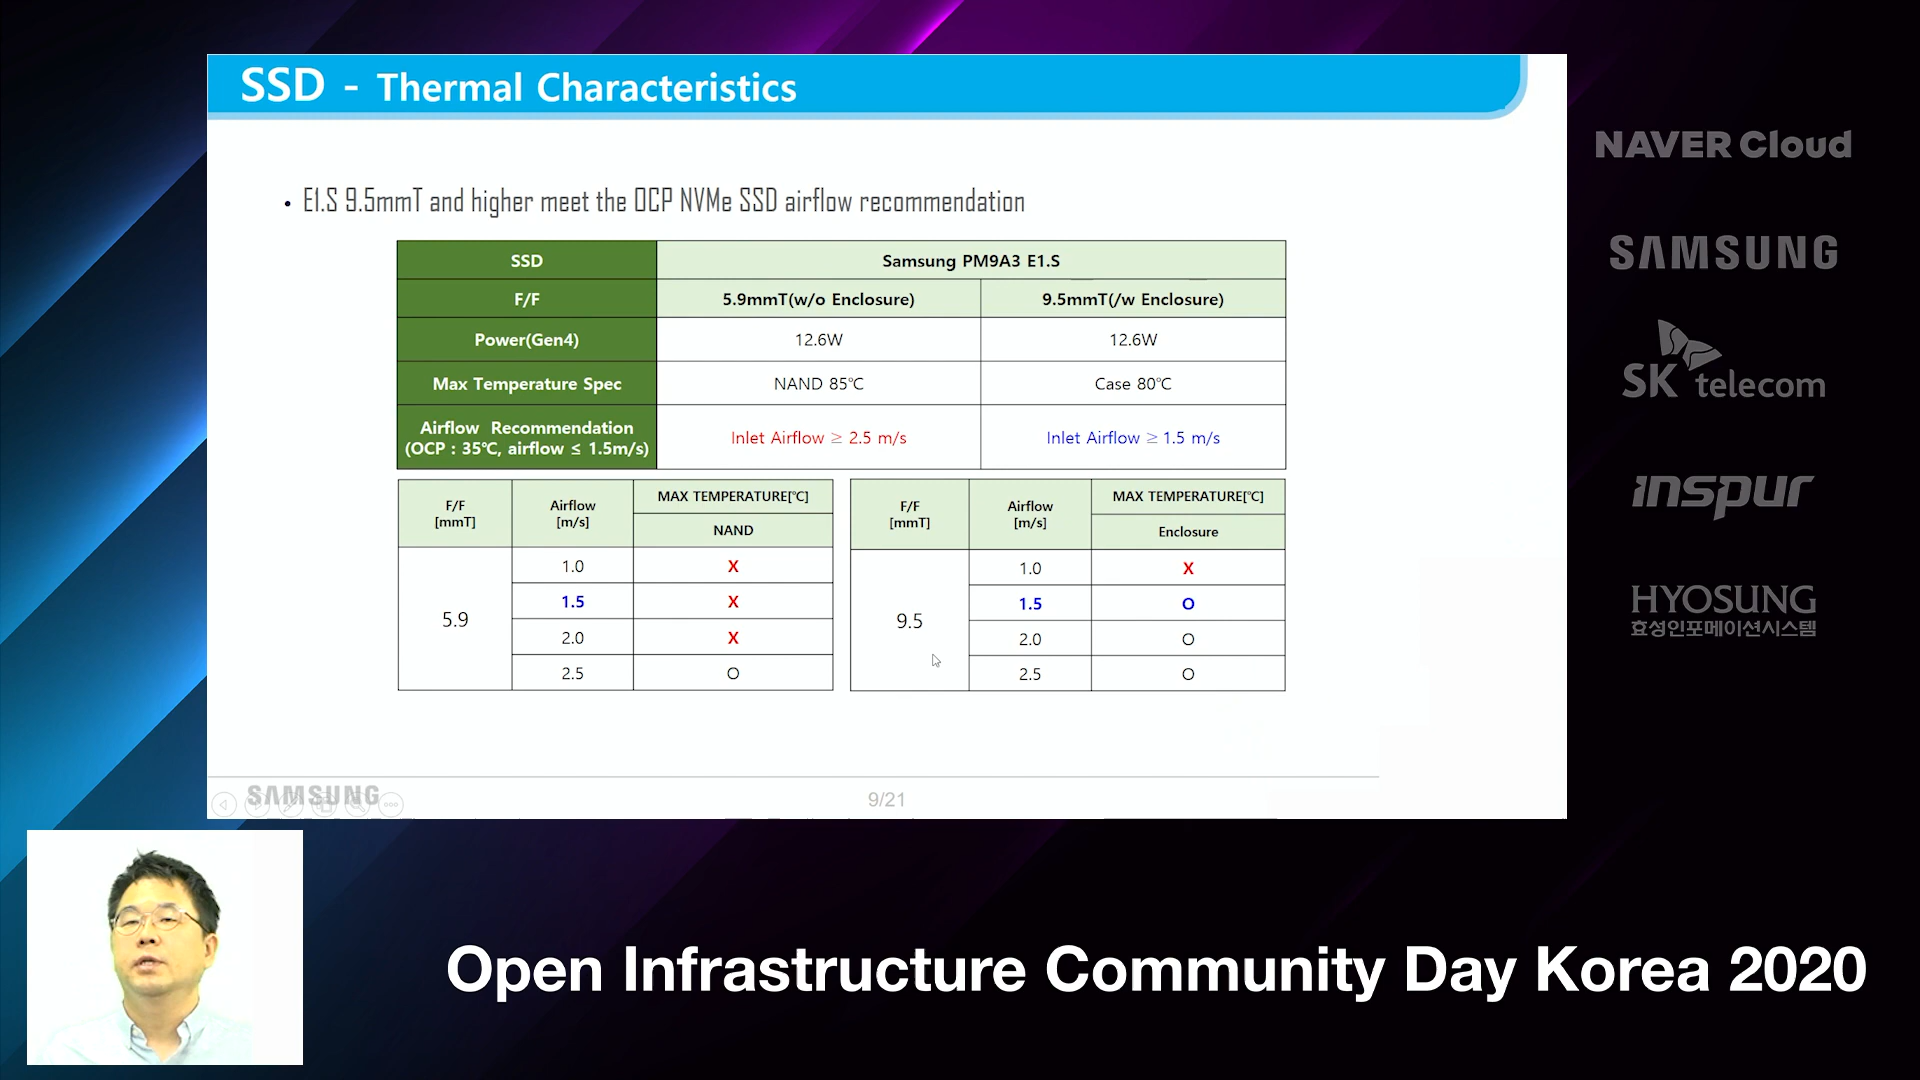 SSD - Thermal Characteristics
• E1.S 9.5mmT and higher meet the OCP NVMe SSD airflow recommendation
SSD Samsung PM9A3 E1.S
F/F 5.9mmT(w/o Enclosure) 9.5mmT(/w Enclosure)
Power(Gen4) 12.6W 12.6W
Max Temperature Spec NAND 85℃ Case 80℃
Airflow Recommendation
(OCP : 35℃, airflow ≤ 1.5m/s)
Inlet Airflow ≥ 2.5 m/s Inlet Airflow ≥ 1.5 m/s
F/F
[mmT]
Airflow
[m/s]
MAX TEMPERATURE[℃]
NAND
5.9
1.0 X
1.5 X
2.0 X
2.5 O
F/F
[mmT]
Airflow
[m/s]
MAX TEMPERATURE[℃]
Enclosure
9.5
1.0 X
1.5 O
2.0 O
2.5 O
SAMSUNG
9/21
NAVER Cloud
SAMSUNG
SK telecom
inspur
HYOSUNG
효성인포메이션시스템
Open Infrastructure Community Day Korea 2020